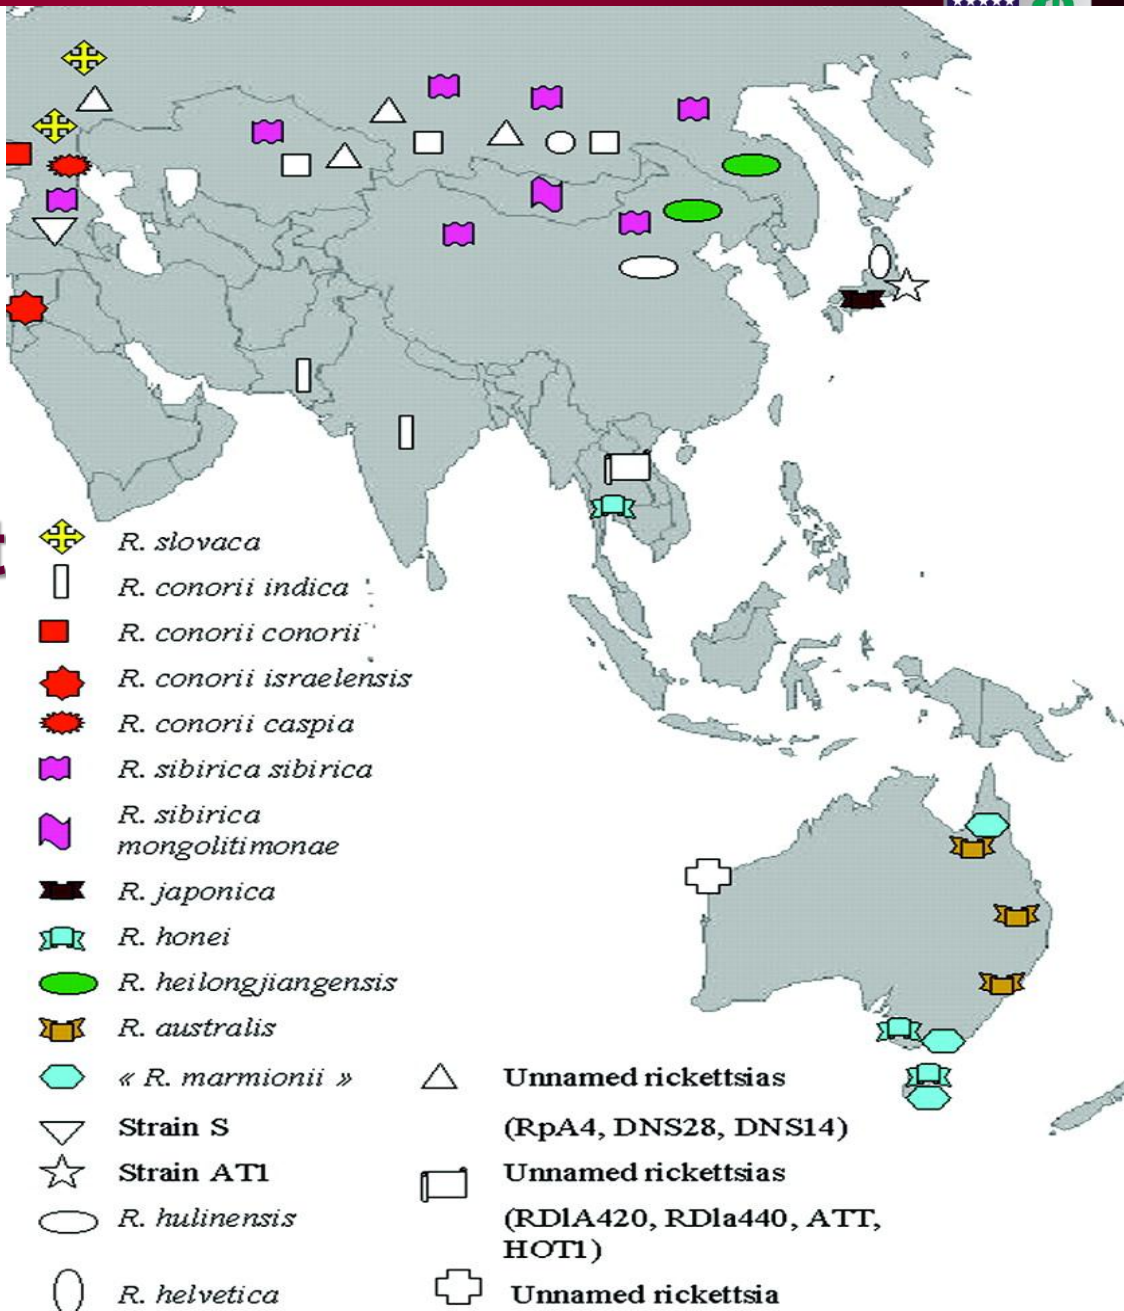 R. slovaca
R. conorii indica
R. conorii conorii
R. conorii israelensis
R. conorii caspia
R. sibirica sibirica
R. sibirica
mongolitimonae
R. japonica
R. honei
R. heilongjiangensis
R. australis
« R. marmionii »
Strain S
Strain AT1
R. hulinensis
R. helvetica
Unnamed rickettsias
(RpA4, DNS28, DNS14)
Unnamed rickettsias
(RDlA420, RDla440, ATT,
HOT1)
Unnamed rickettsia